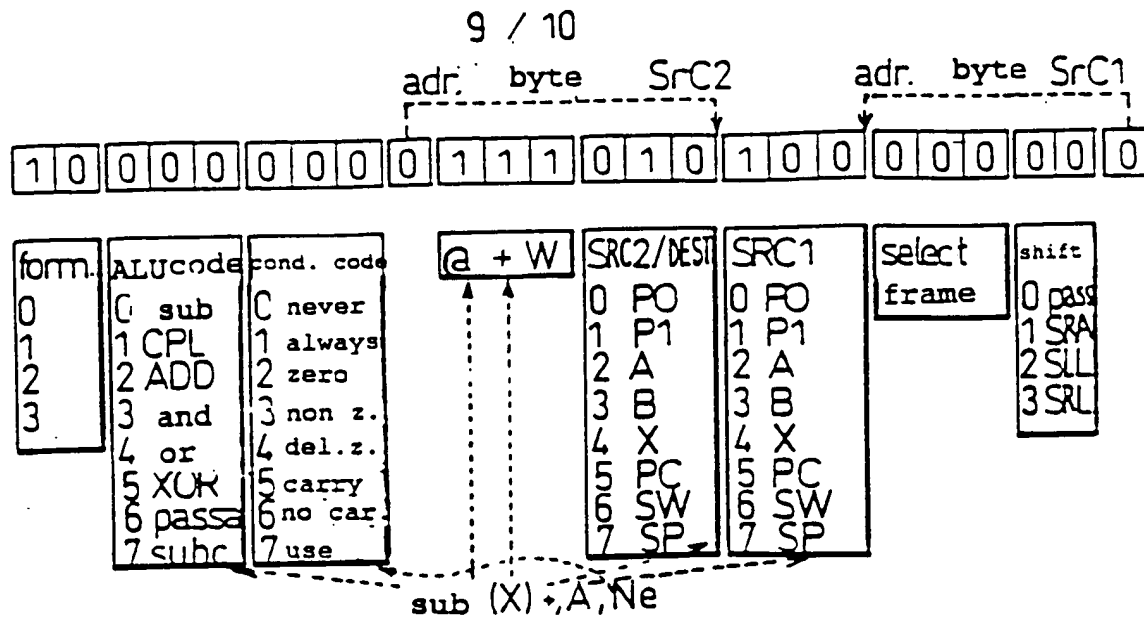 9 / 10
adr. byte SrC2 adr. byte SrC1
1 0 0 0 0 0 0 0 0 1 1 1 0 1 0 1 0 0 0 0 0 0 0 0
form.
0
1
2
3
ALUcode
0 sub
1 CPL
2 ADD
3 and
4 or
5 XOR
6 passa
7 subc
cond. code
0 never
1 always
2 zero
3 non z.
4 del.z.
5 carry
6 no car.
7 use
@ + W
SRC2/DEST
0 PO
1 P1
2 A
3 B
4 X
5 PC
6 SW
7 SP
SRC1
0 PO
1 P1
2 A
3 B
4 X
5 PC
6 SW
7 SP
select
frame
shift
0 pass
1 SRA
2 SLL
3 SRL
sub (X)+,A,Ne